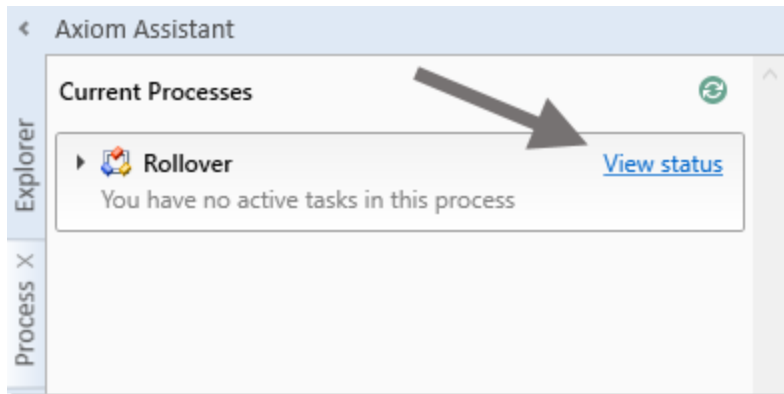 Axiom Assistant
Current Processes
Rollover
View status
You have no active tasks in this process
Explorer
Process